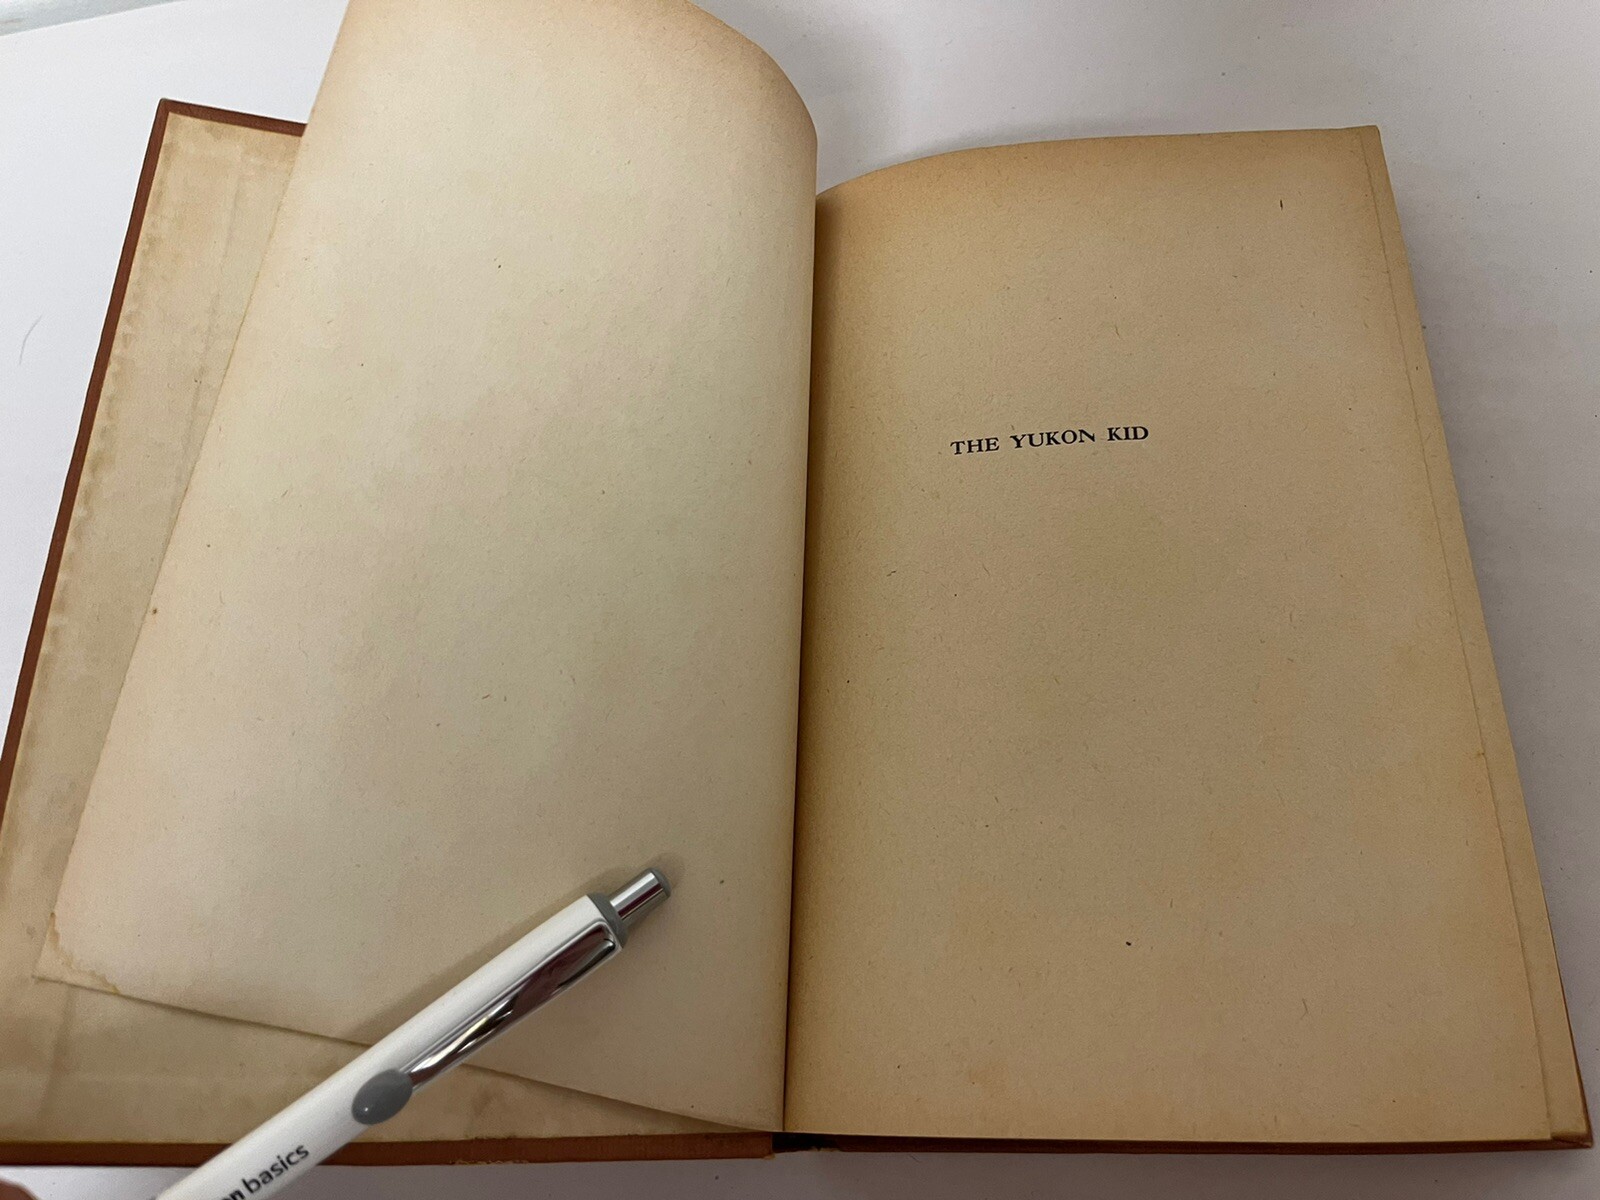 THE YUKON KID
on basics